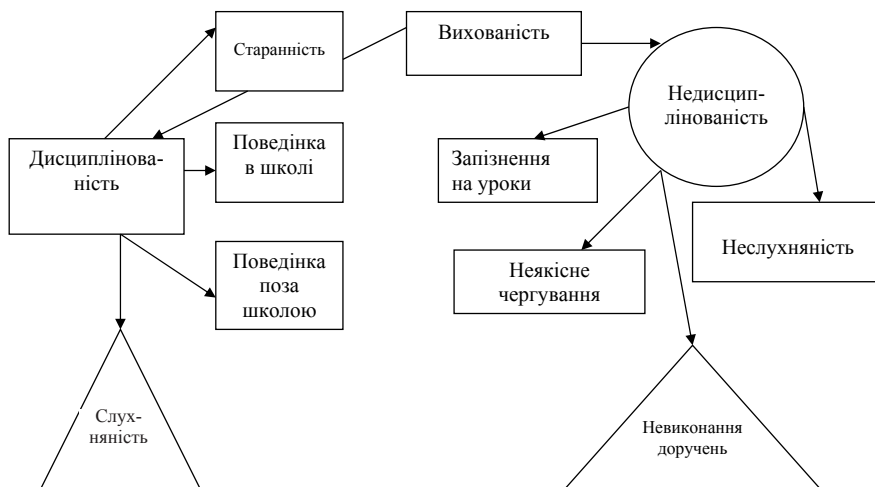 Старанність
Вихованість
Недисцип-
лінованість
Дисциплінова-
ність
Поведінка
в школі
Запізнення
на уроки
Неслухняність
Поведінка
поза
школою
Неякісне
чергування
Слух-
няність
Невиконання
доручень